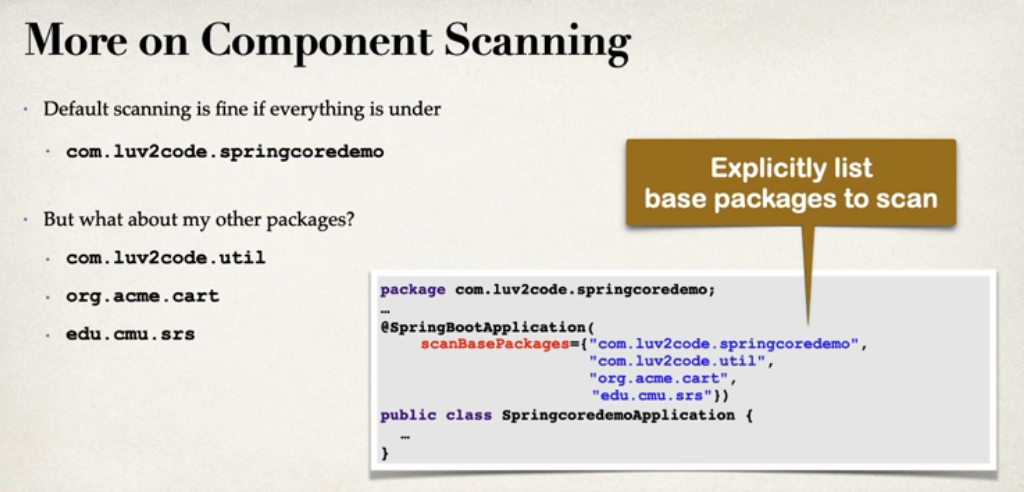 More on Component Scanning
· Default scanning is fine if everything is under
· com.luv2code.springcoredemo
· But what about my other packages?
· com.luv2code.util
· org.acme.cart
· edu.cmu.srs
Explicitly list
base packages to scan
package com.luv2code.springcoredemo;
…
@SpringBootApplication(
scanBasePackages={"com.luv2code.springcoredemo",
"com.luv2code.util",
"org.acme.cart",
"edu.cmu.srs"})
public class SpringcoredemoApplication {
…
}